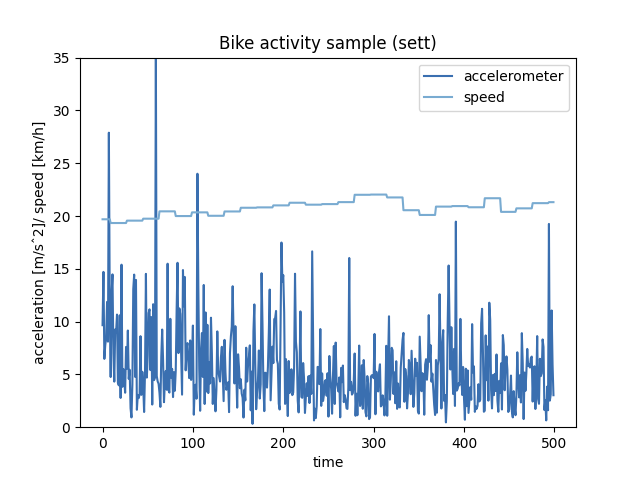 Bike activity sample (sett)
accelerometer
speed
acceleration [m/s^2]/ speed [km/h]
35
30
25
20
15
10
5
0
0 100 200 300 400 500
time